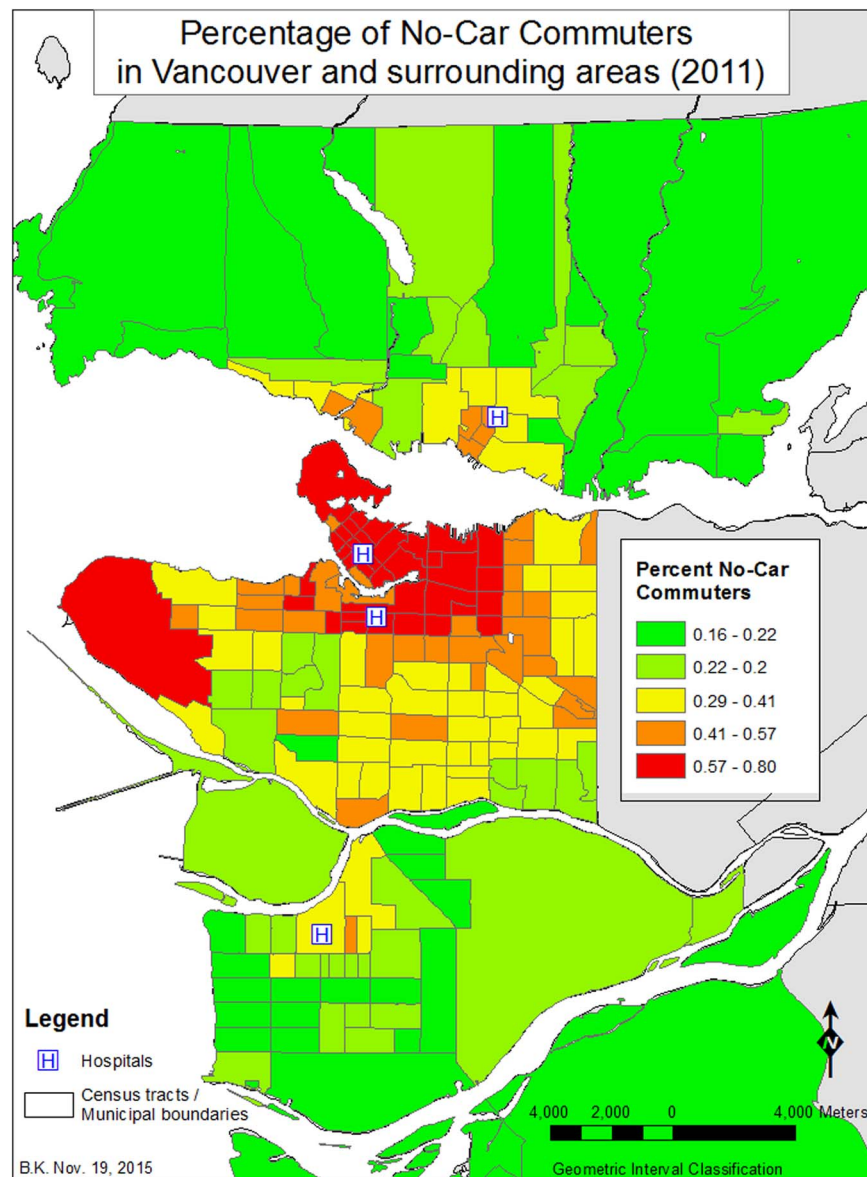 Percentage of No-Car Commuters
in Vancouver and surrounding areas (2011)
H
H
H
H
Percent No-Car
Commuters
0.16 - 0.22
0.22 - 0.2
0.29 - 0.41
0.41 - 0.57
0.57 - 0.80
Legend
H Hospitals
Census tracts /
Municipal boundaries
N
4,000 2,000 0 4,000 Meters
B.K. Nov. 19, 2015
Geometric Interval Classification